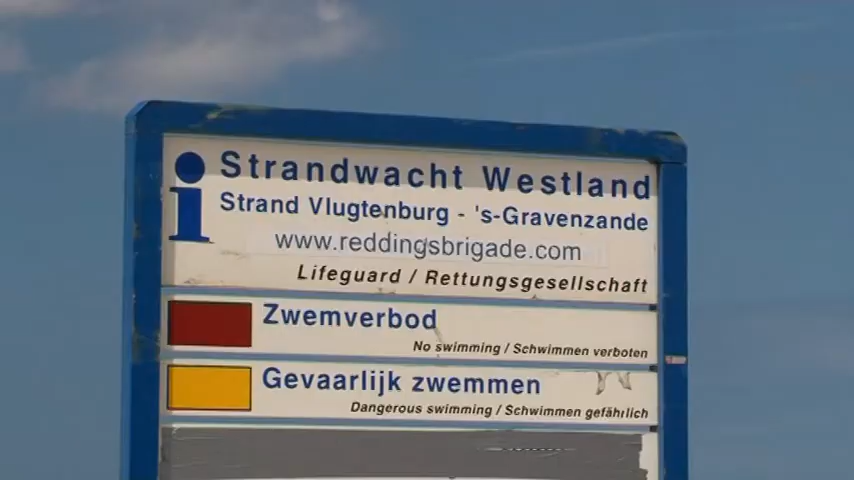 i
Strandwacht Westland
Strand Vlugtenburg - 's-Gravenzande
www.reddingsbrigade.com
Lifeguard / Rettungsgesellschaft
Zwemverbod
No swimming / Schwimmen verboten
Gevaarlijk zwemmen
Dangerous swimming / Schwimmen gefährlich